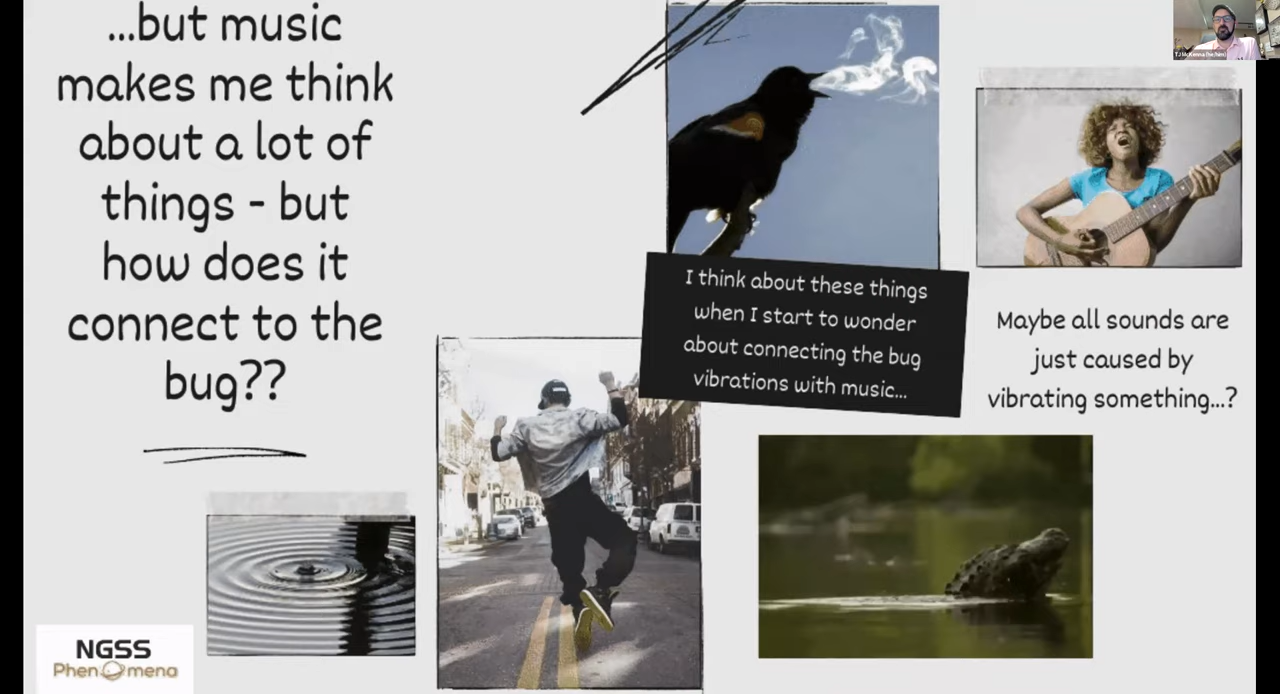 ...but music
makes me think
about a lot of
things - but
how does it
connect to the
bug??
I think about these things
when I start to wonder
about connecting the bug
vibrations with music...
Maybe all sounds are
just caused by
vibrating something...?
NGSS
Phenomena